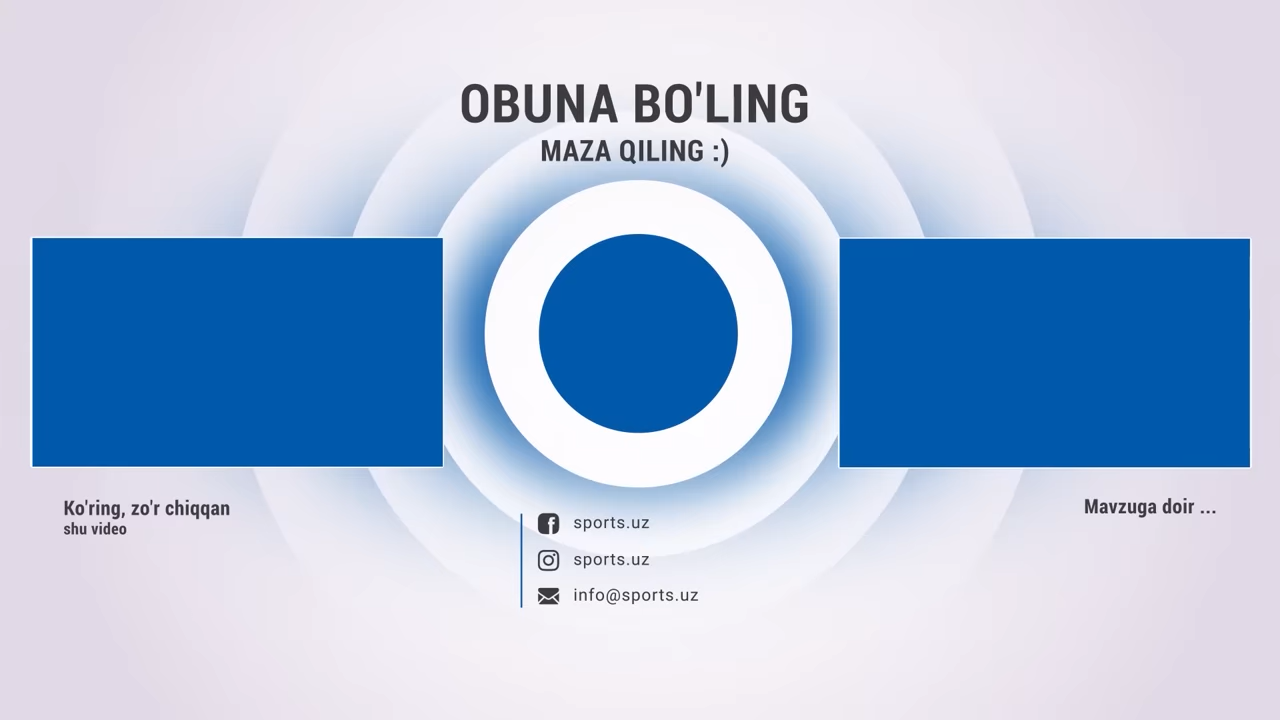 OBUNA BO'LING
MAZA QILING :)
Ko'ring, zo'r chiqqan
shu video
Mavzuga doir ...
sports.uz
sports.uz
info@sports.uz